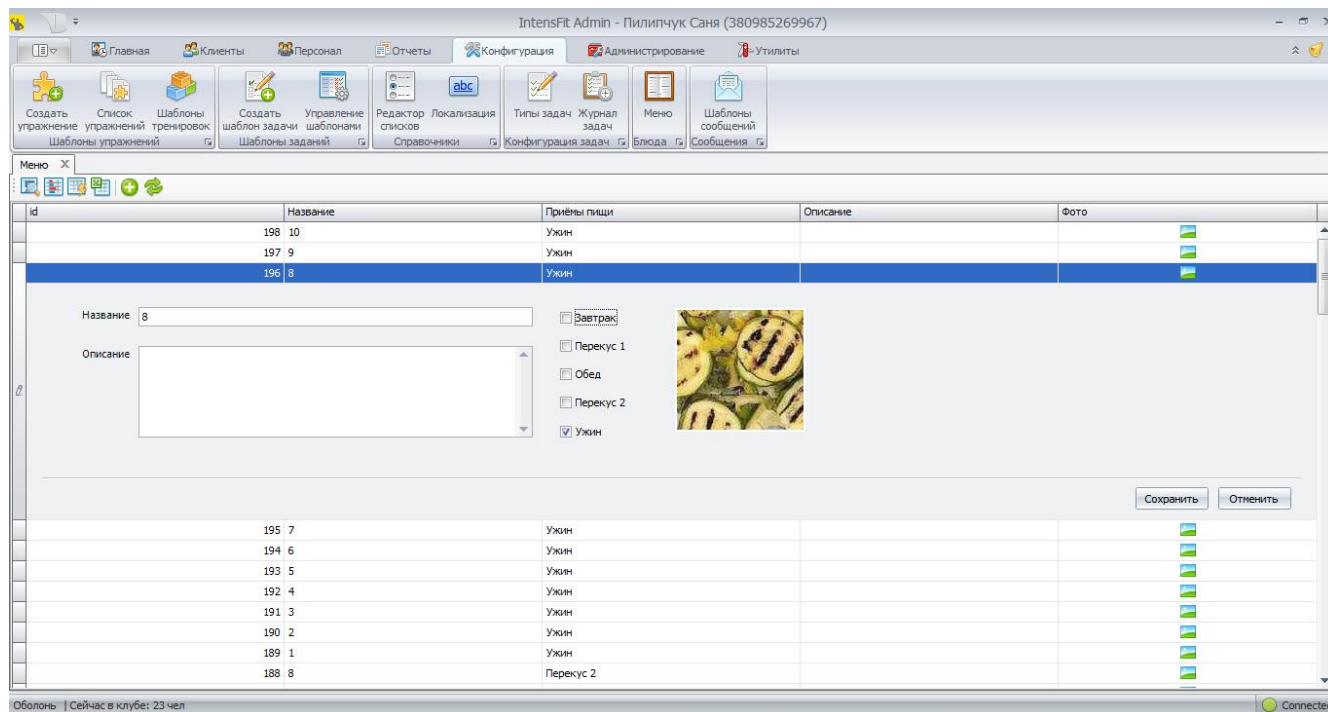 IntensFit Admin - Пилипчук Саня (380985269967)
Главная Клиенты Персонал Отчеты Конфигурация Администрирование Утилиты
abc
Создать упражнение Список упражнений Шаблоны тренировок Создать шаблон задачи Управление шаблонами Редактор списков Локализация Типы задач Журнал задач Меню Шаблоны сообщений
Шаблоны упражнений Шаблоны заданий Справочники Конфигурация задач Блюда Сообщения
Меню X
id Название Приёмы пищи Описание Фото
198 10 Ужин
197 9 Ужин
196 8 Ужин
Название 8
Завтрак
Описание
Перекус 1
Обед
Перекус 2
Ужин
Сохранить Отменить
195 7 Ужин
194 6 Ужин
193 5 Ужин
192 4 Ужин
191 3 Ужин
190 2 Ужин
189 1 Ужин
188 8 Перекус 2
Оболонь | Сейчас в клубе: 23 чел Connecte